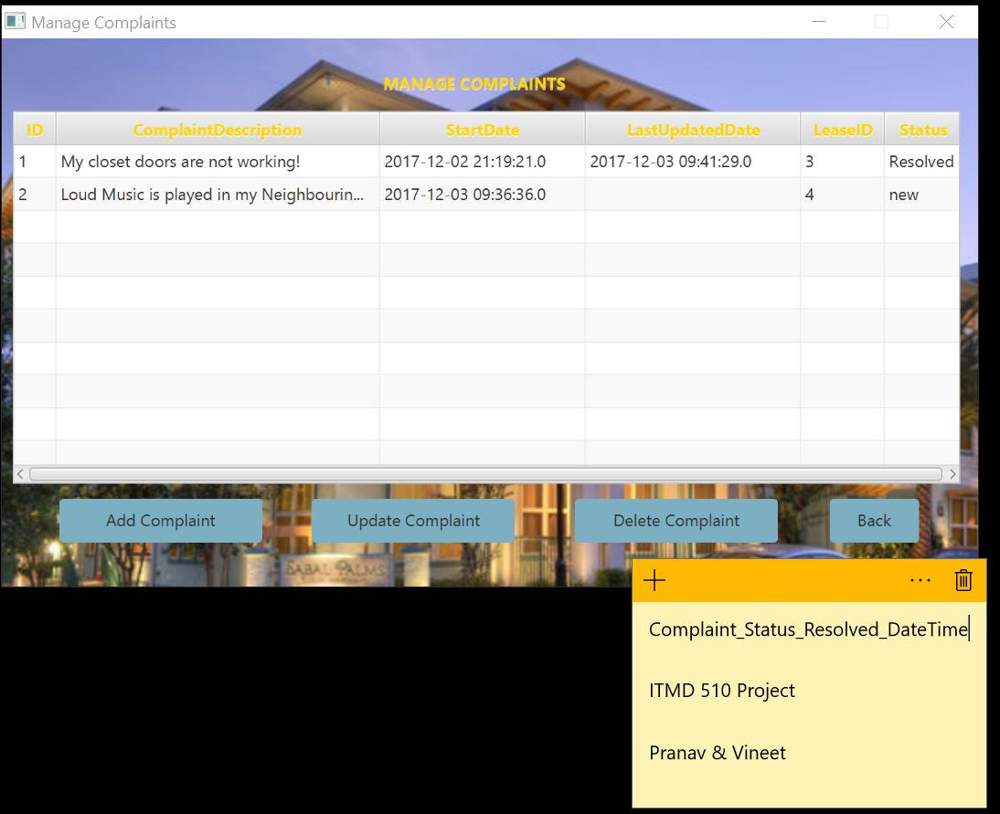 Manage Complaints
MANAGE COMPLAINTS
ID ComplaintDescription StartDate LastUpdatedDate LeaseID Status
1 My closet doors are not working! 2017-12-02 21:19:21.0 2017-12-03 09:41:29.0 3 Resolved
2 Loud Music is played in my Neighbourin... 2017-12-03 09:36:36.0 4 new
Add Complaint Update Complaint Delete Complaint Back
SABAL PALMS
Complaint_Status_Resolved_DateTime
ITMD 510 Project
Pranav & Vineet